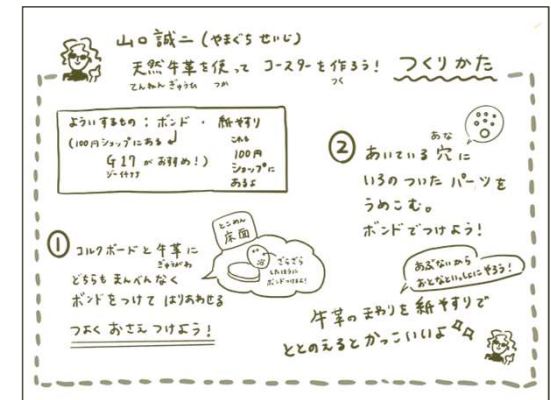 山口誠二(やまぐち せいじ)
天然牛革を使って コースターを作ろう!
てんねん ぎゅうひ つか つく
つくりかた
よういするもの:ボンド・紙やすり
(100円ショップにある
G17がおすすめ!)
ジーイチナナ
これも
100円
ショップに
あるよ
① コルクボードと牛革に
ぎゅうがわ
どちらも まんべんなく
ボンドをつけて はりあわせる
つよく おさえつけよう!
とこめん
床面
ざらざら
したほうに
ボンドつけるよ!
② あいている 穴に
あな
いろのついた パーツを
うめこむ。
ボンドでつけよう!
あぶないから
おとなといっしょにやろう!
牛革の まわりを 紙やすりで
ととのえると かっこいいよ